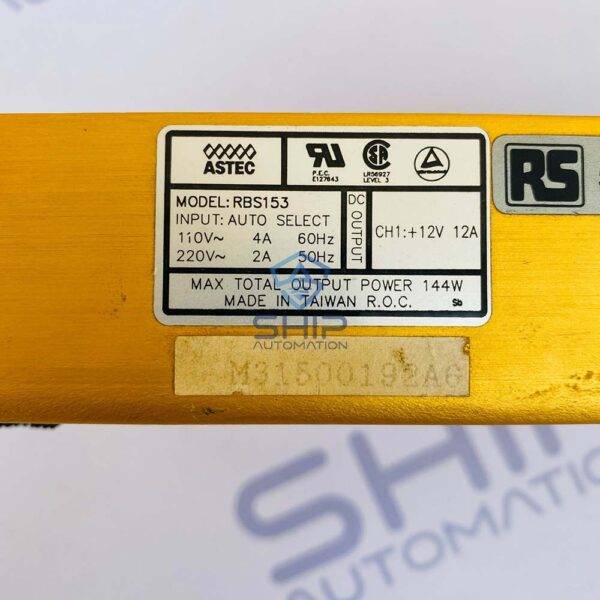 ASTEC
P.E.C.
E127643
LR56927
LEVEL 3
RS
MODEL: RBS153
INPUT: AUTO SELECT
110V~ 4A 60Hz
220V~ 2A 50Hz
DC OUTPUT
CH1:+12V 12A
MAX TOTAL OUTPUT POWER 144W
MADE IN TAIWAN R.O.C.
Sb
SHIP
AUTOMATION
M31500192A6
SHIP
AUTOMATION